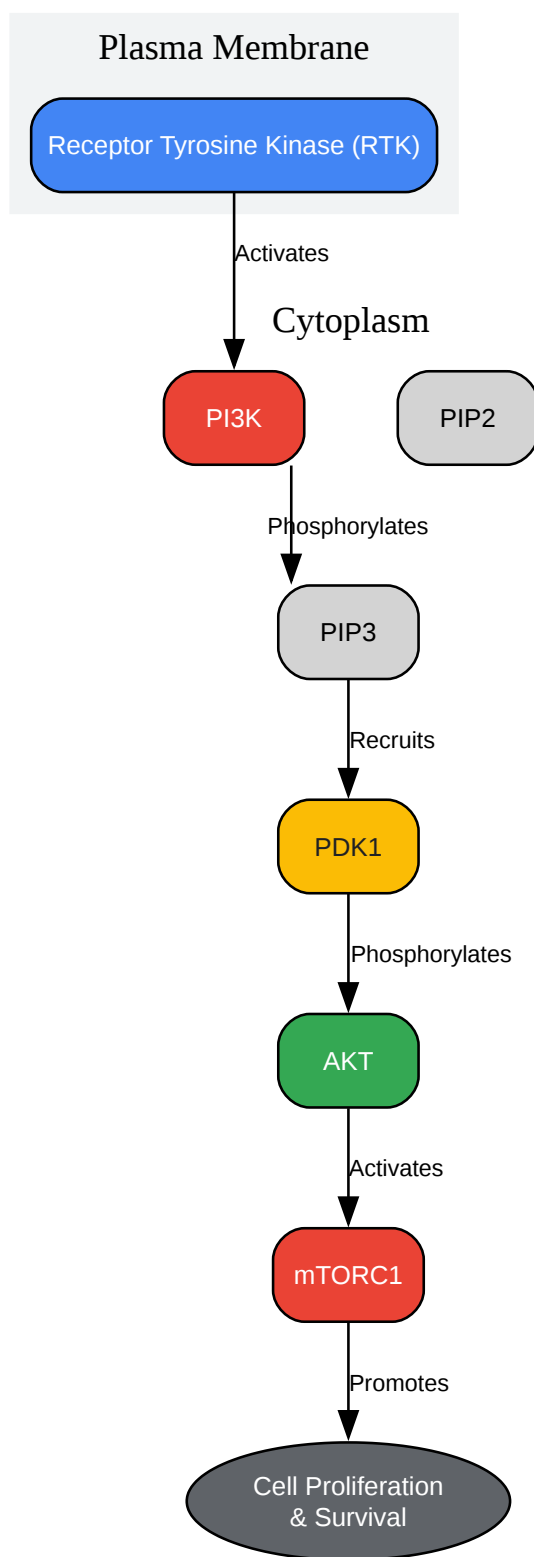 Plasma Membrane
Receptor Tyrosine Kinase (RTK)
Activates
Cytoplasm
PI3K
PIP2
Phosphorylates
PIP3
Recruits
PDK1
Phosphorylates
AKT
Activates
mTORC1
Promotes
Cell Proliferation
& Survival